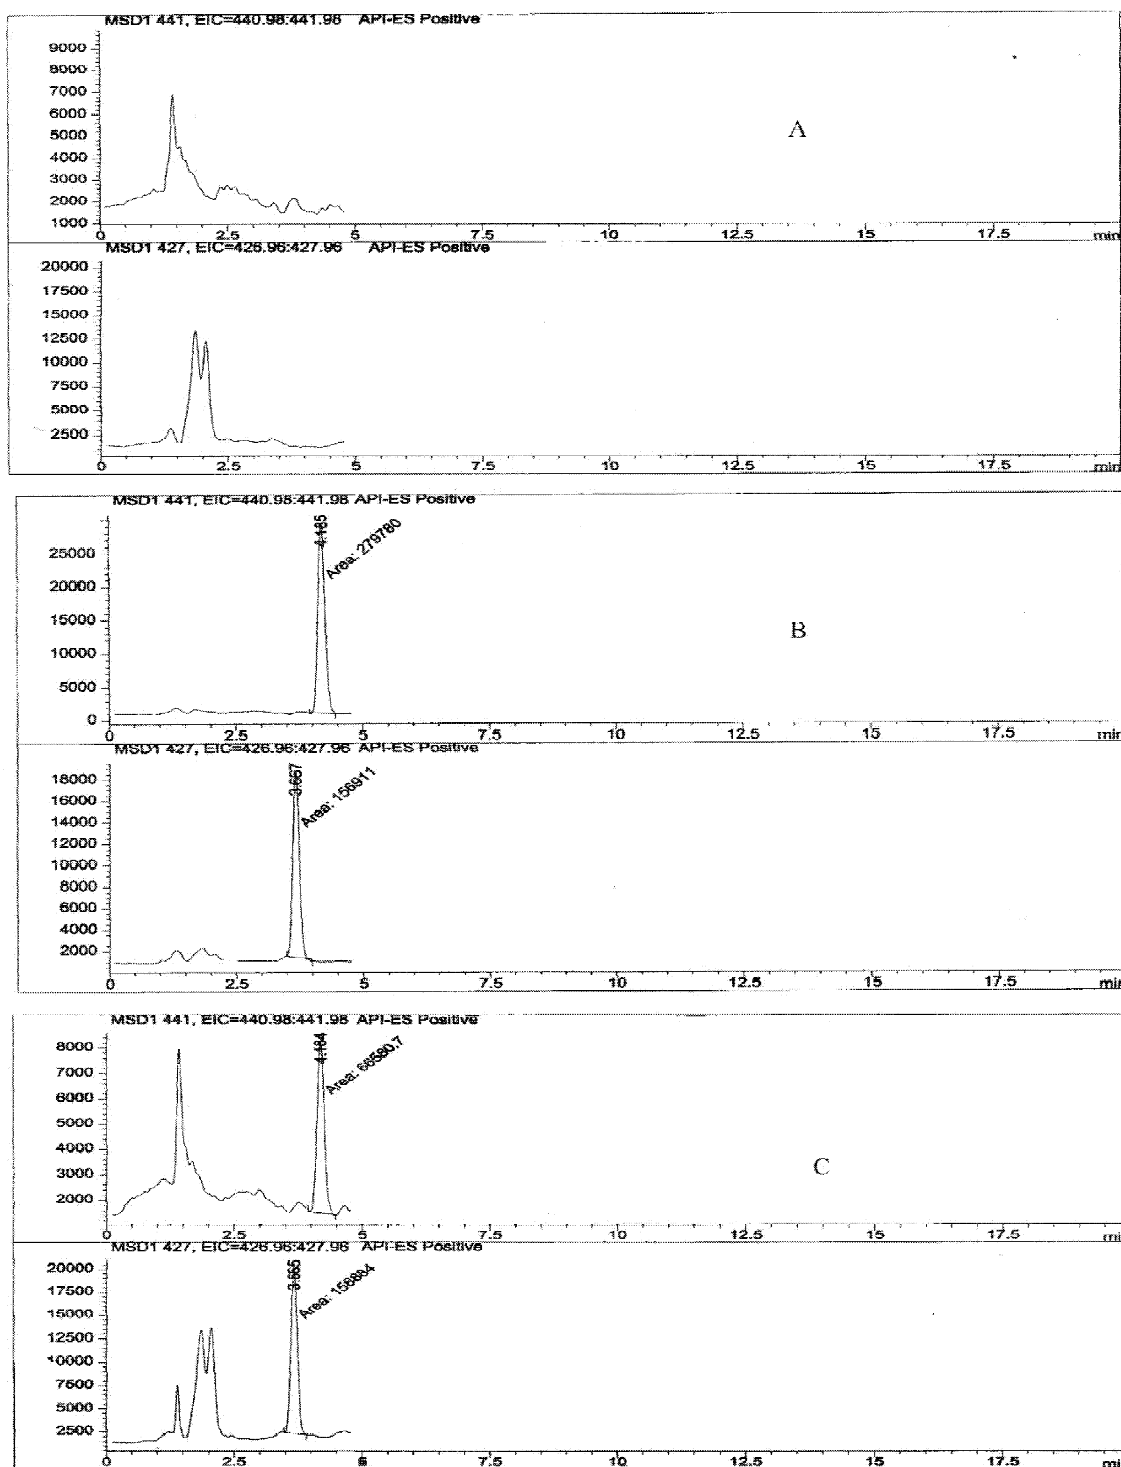 MSD1 441, EIC=440.98:441.98 API-ES Positive
9000
8000
7000
6000
5000
4000
3000
2000
1000
A
0 2.5 5 7.5 10 12.5 15 17.5 min
MSD1 427, EIC=426.96:427.96 API-ES Positive
20000
17500
15000
12500
10000
7500
5000
2500
0 2.5 5 7.5 10 12.5 15 17.5 min
MSD1 441, EIC=440.98:441.98 API-ES Positive
4.185
Area: 279780
25000
20000
15000
10000
5000
0
B
0 2.5 5 7.5 10 12.5 15 17.5 min
MSD1 427, EIC=426.96:427.96 API-ES Positive
3.667
Area: 156911
18000
16000
14000
12000
10000
8000
6000
4000
2000
0 2.5 5 7.5 10 12.5 15 17.5 mi
MSD1 441, EIC=440.98:441.98 API-ES Positive
4.184
Area: 66580.7
8000
7000
6000
5000
4000
3000
2000
C
0 2.5 5 7.5 10 12.5 15 17.5 mi
MSD1 427, EIC=426.96:427.96 API-ES Positive
3.665
Area: 156884
20000
17500
15000
12500
10000
7500
5000
2500
0 2.5 5 7.5 10 12.5 15 17.5 mi